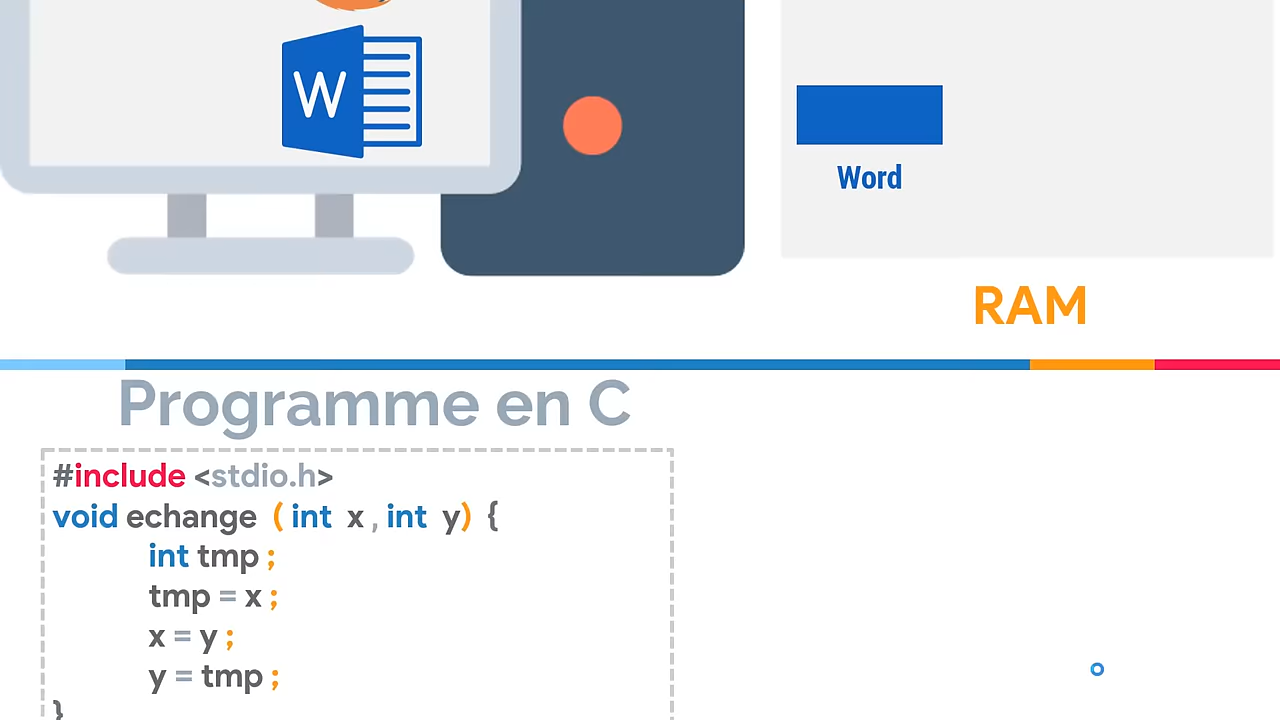 W
Word
RAM
Programme en C
#include <stdio.h>
void echange ( int x , int y) {
int tmp ;
tmp = x ;
x = y ;
y = tmp ;
}